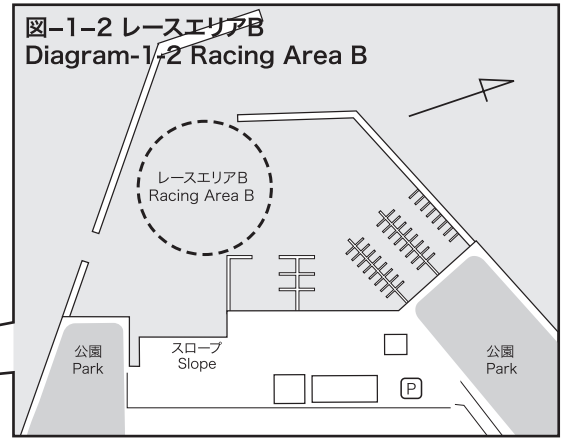 図−1−2 レースエリアB
Diagram-1-2 Racing Area B
レースエリアB
Racing Area B
スロープ
Slope
公園
Park
公園
Park
P